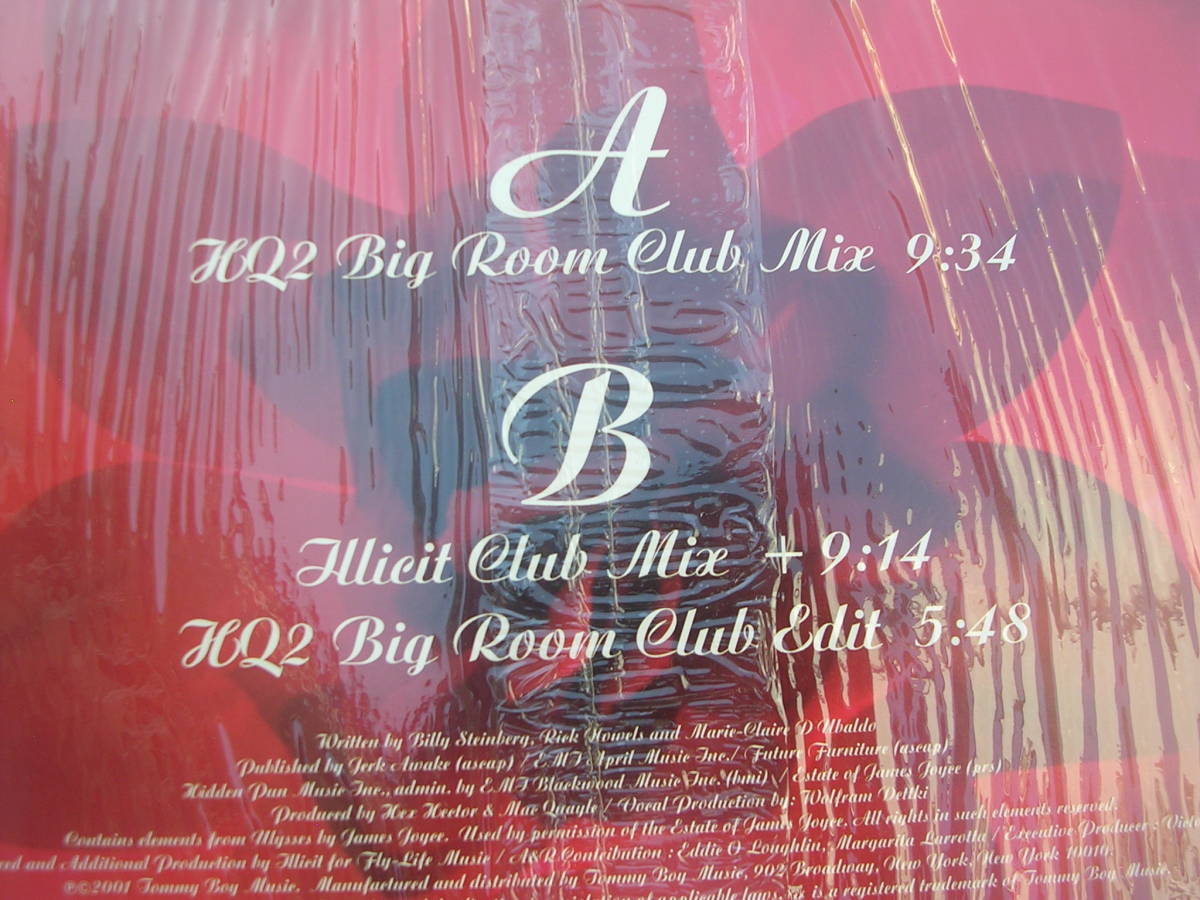 A
HQ2 Big Room Club Mix 9:34
B
Illicit Club Mix + 9:14
HQ2 Big Room Club Edit 5:48
Written by Billy Steinberg, Rick Nowels and Marie-Claire D Ubaldo
Published by Jerk Awake (ascap) / EMI April Music Inc. / Future Furniture (ascap)
Hidden Pun Music Inc., admin. by EMI Blackwood Music Inc. (bmi) / Estate of James Joyce (prs)
Produced by Hex Hector & Mac Quayle / Vocal Production by: Wolfram Dettki
Contains elements from Ulysses by James Joyce. Used by permission of the Estate of James Joyce. All rights in such elements reserved.
and Additional Production by Illicit for Fly-Life Music / A&R Contribution : Eddie O Loughlin, Margarita Larrotta / Executive Producer :
℗©2001 Tommy Boy Music. Manufactured and distributed by Tommy Boy Music, 902 Broadway, New York, New York 10010.
of applicable laws. is a registered trademark of Tommy Boy Music.